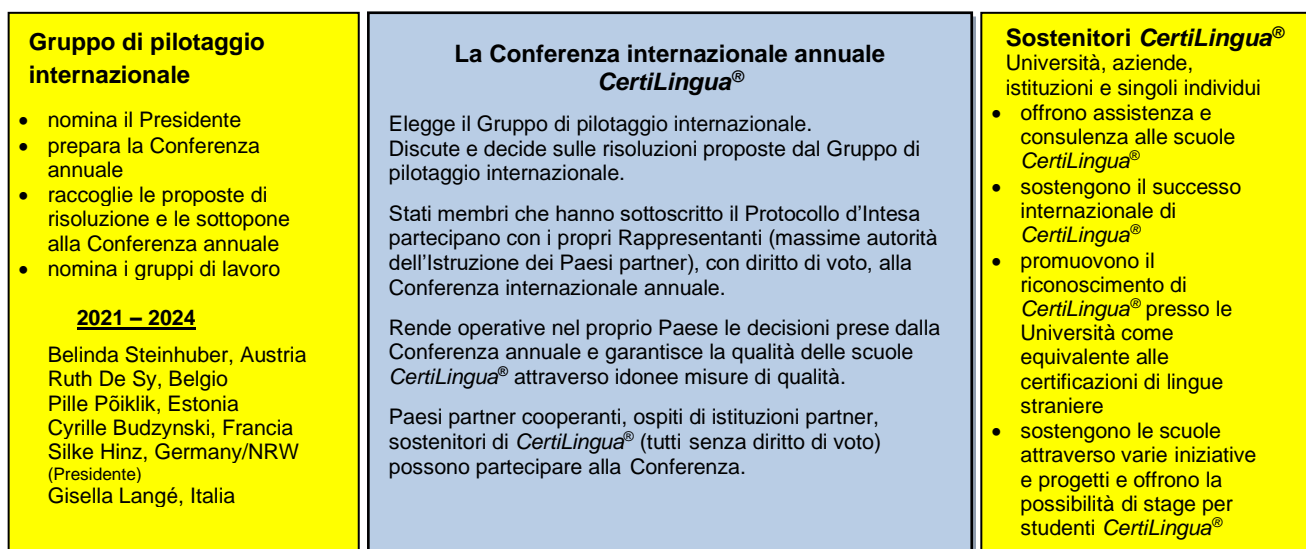 Gruppo di pilotaggio
internazionale
• nomina il Presidente
• prepara la Conferenza
annuale
• raccoglie le proposte di
risoluzione e le sottopone
alla Conferenza annuale
• nomina i gruppi di lavoro
2021 – 2024
Belinda Steinhuber, Austria
Ruth De Sy, Belgio
Pille Põiklik, Estonia
Cyrille Budzynski, Francia
Silke Hinz, Germany/NRW
(Presidente)
Gisella Langé, Italia
La Conferenza internazionale annuale
CertiLingua®
Elegge il Gruppo di pilotaggio internazionale.
Discute e decide sulle risoluzioni proposte dal Gruppo di
pilotaggio internazionale.
Stati membri che hanno sottoscritto il Protocollo d’Intesa
partecipano con i propri Rappresentanti (massime autorità
dell’Istruzione dei Paesi partner), con diritto di voto, alla
Conferenza internazionale annuale.
Rende operative nel proprio Paese le decisioni prese dalla
Conferenza annuale e garantisce la qualità delle scuole
CertiLingua® attraverso idonee misure di qualità.
Paesi partner cooperanti, ospiti di istituzioni partner,
sostenitori di CertiLingua® (tutti senza diritto di voto)
possono partecipare alla Conferenza.
Sostenitori CertiLingua®
Università, aziende,
istituzioni e singoli individui
• offrono assistenza e
consulenza alle scuole
CertiLingua®
• sostengono il successo
internazionale di
CertiLingua®
• promuovono il
riconoscimento di
CertiLingua® presso le
Università come
equivalente alle
certificazioni di lingue
straniere
• sostengono le scuole
attraverso varie iniziative
e progetti e offrono la
possibilità di stage per
studenti CertiLingua®